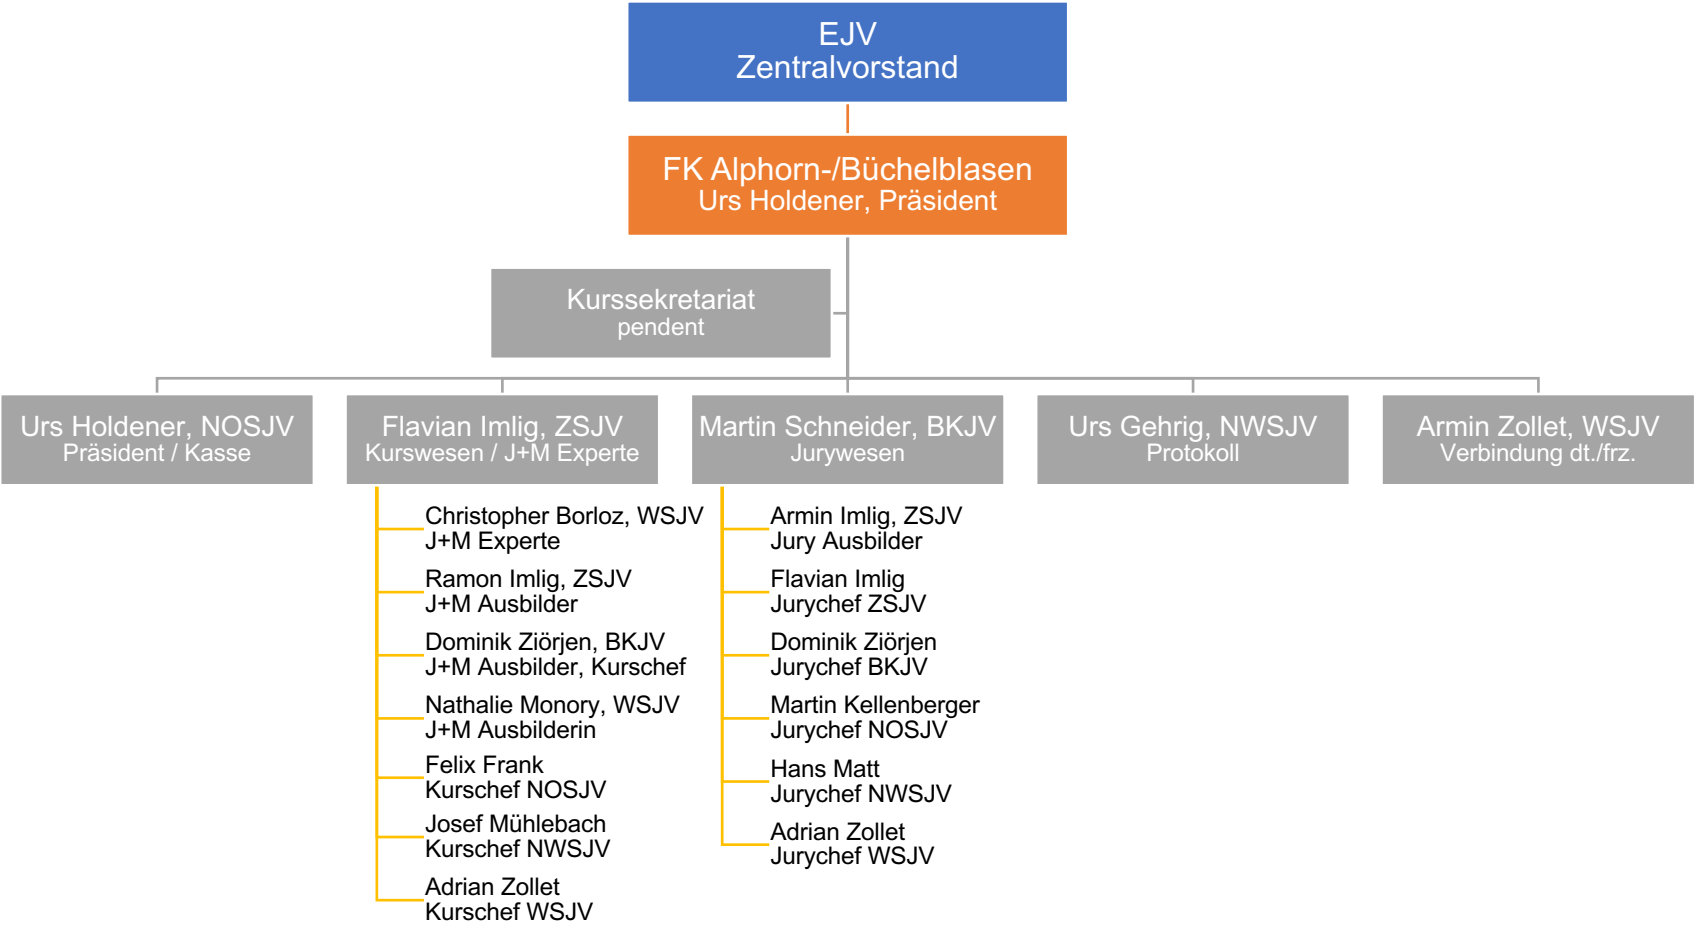 EJV
Zentralvorstand
FK Alphorn-/Büchelblasen
Urs Holdener, Präsident
Kurssekretariat
pendent
Urs Holdener, NOSJV
Präsident / Kasse
Flavian Imlig, ZSJV
Kurswesen / J+M Experte
Martin Schneider, BKJV
Jurywesen
Urs Gehrig, NWSJV
Protokoll
Armin Zollet, WSJV
Verbindung dt./frz.
Christopher Borloz, WSJV
J+M Experte
Ramon Imlig, ZSJV
J+M Ausbilder
Dominik Ziörjen, BKJV
J+M Ausbilder, Kurschef
Nathalie Monory, WSJV
J+M Ausbilderin
Felix Frank
Kurschef NOSJV
Josef Mühlebach
Kurschef NWSJV
Adrian Zollet
Kurschef WSJV
Armin Imlig, ZSJV
Jury Ausbilder
Flavian Imlig
Jurychef ZSJV
Dominik Ziörjen
Jurychef BKJV
Martin Kellenberger
Jurychef NOSJV
Hans Matt
Jurychef NWSJV
Adrian Zollet
Jurychef WSJV